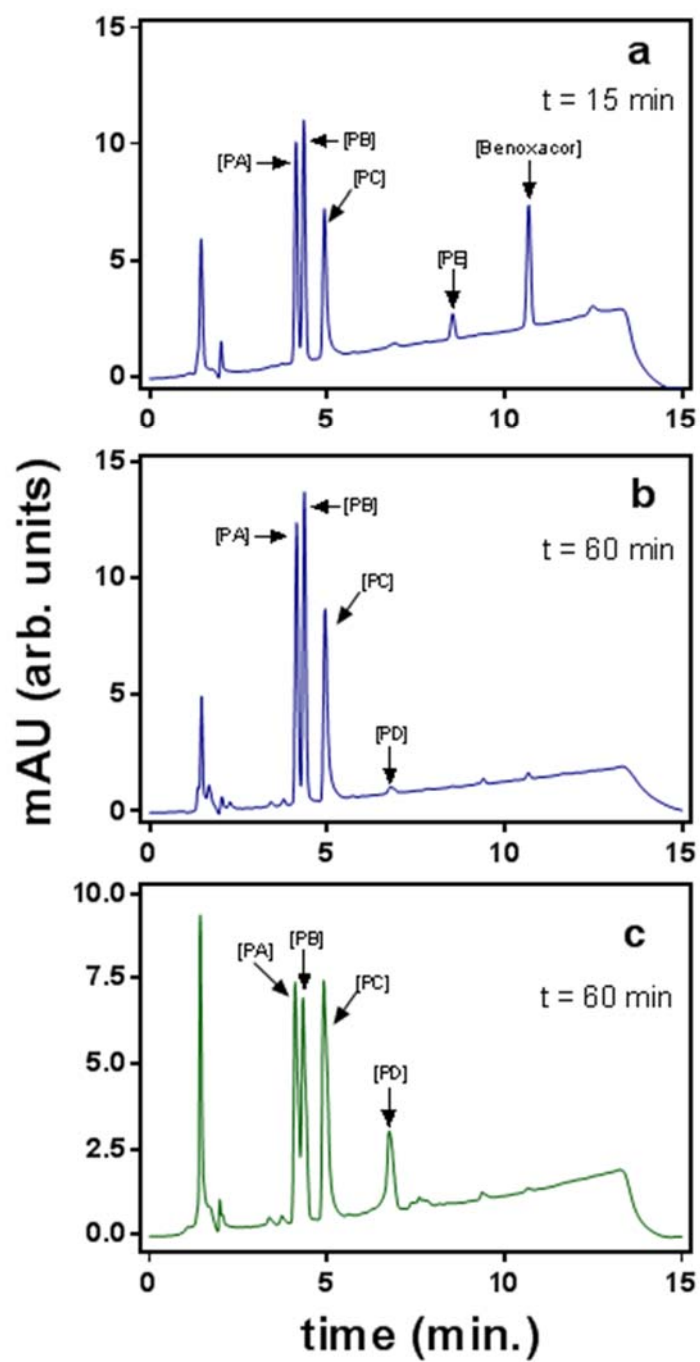 15
a
t = 15 min
10
[PA]
[PB]
[PC]
[Benoxacor]
[PE]
5
0
0 5 10 15
15
b
t = 60 min
10
[PA]
[PB]
[PC]
5
[PD]
0
0 5 10 15
10.0
c
t = 60 min
7.5
[PA]
[PB]
[PC]
5.0
[PD]
2.5
0.0
0 5 10 15
mAU (arb. units)
time (min.)